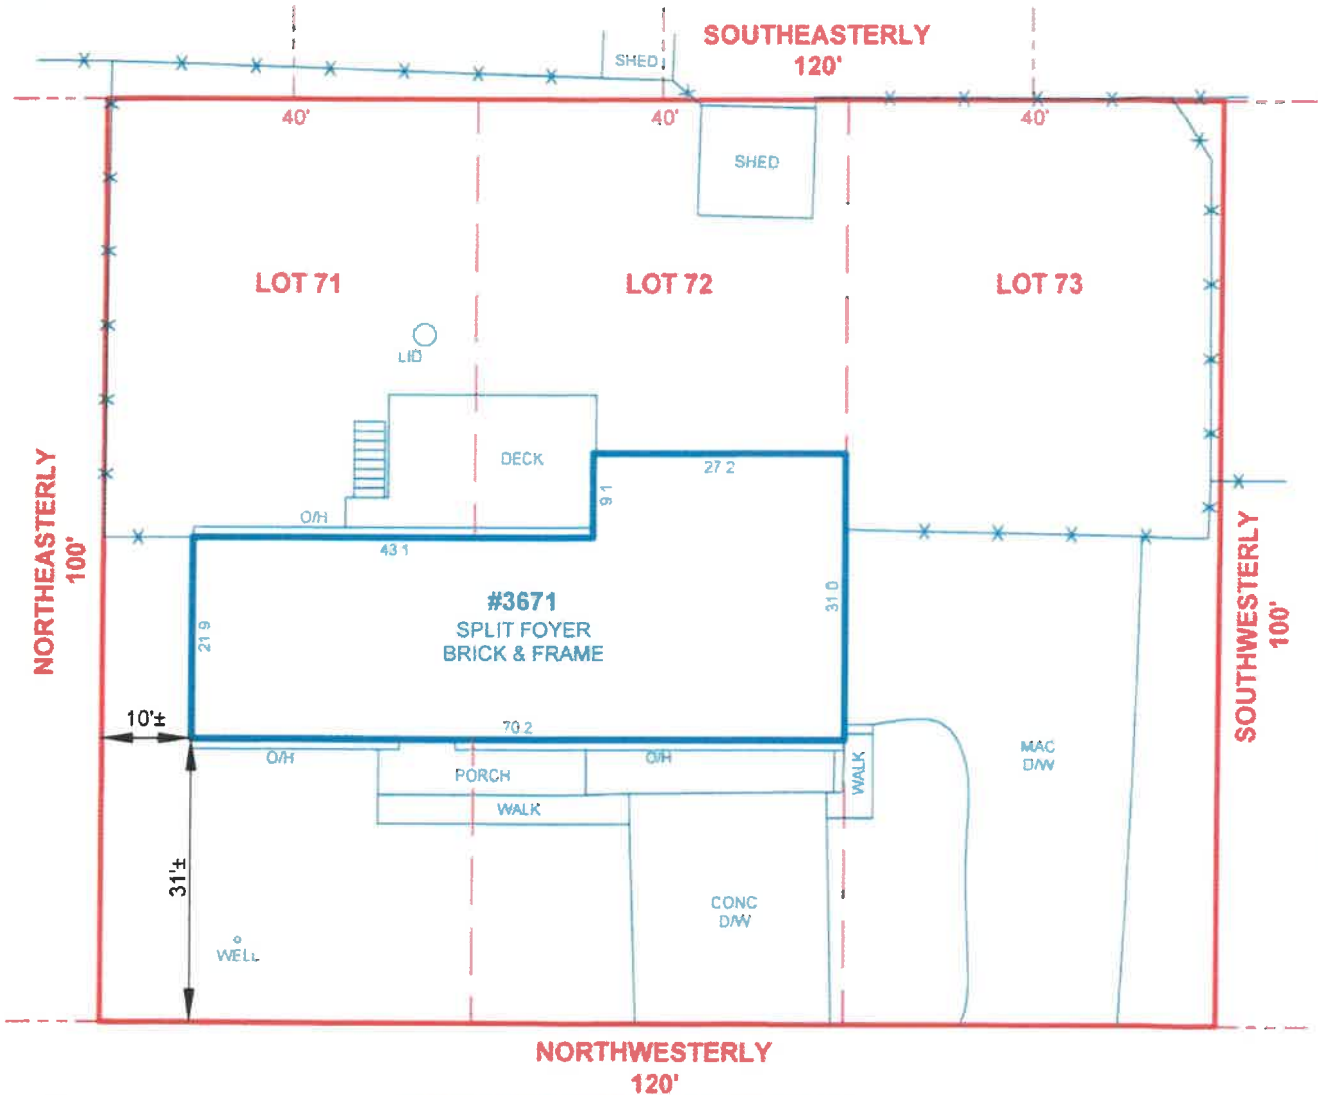 SOUTHEASTERLY
120'
SHED
40'
40'
40'
SHED
LOT 71
LOT 72
LOT 73
LID
DECK
27 2
9 1
O/H
43 1
NORTHEASTERLY
100'
#3671
SPLIT FOYER
BRICK & FRAME
21 9
31 0
SOUTHWESTERLY
100'
10'±
70 2
O/H
PORCH
O/H
WALK
WALK
MAC
D/W
31'±
CONC
D/W
WELL
NORTHWESTERLY
120'